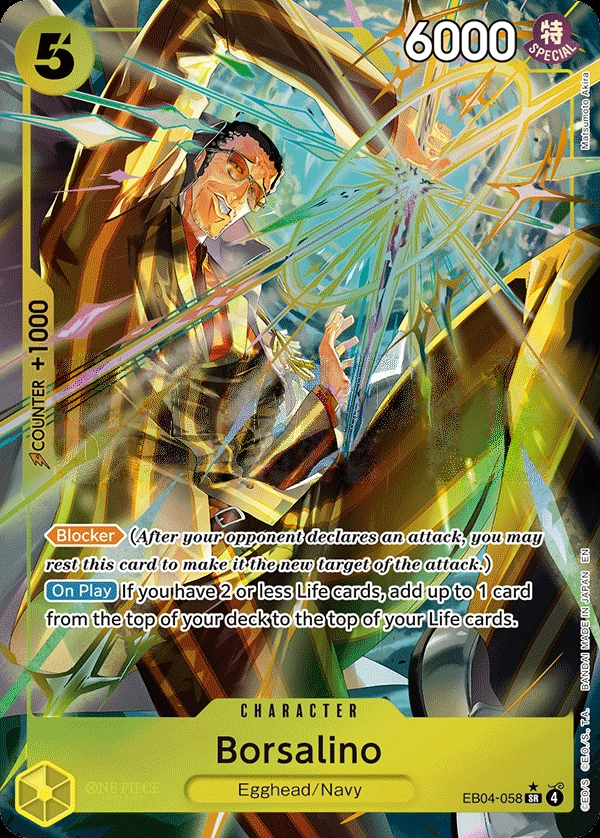 5
6000
特
SPECIAL
Matsumoto Akira
COUNTER +1000
Blocker (After your opponent declares an attack, you may
rest this card to make it the new target of the attack.)
On Play If you have 2 or less Life cards, add up to 1 card
from the top of your deck to the top of your Life cards.
CHARACTER
Borsalino
Egghead/Navy
ONE PIECE
EB04-058 SR 4
©E.O/S ©E.O./S., T.A. BANDAI MADE IN JAPAN EN